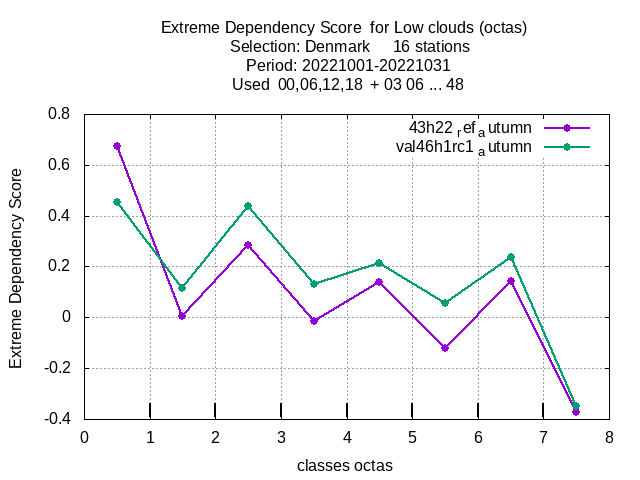 Extreme Dependency Score  for Low clouds (octas)
Selection: Denmark     16 stations
Period: 20221001-20221031
Used  00,06,12,18  + 03 06 ... 48
43h22_ref_autumn
val46h1rc1_autumn
Extreme Dependency Score
0.8
0.6
0.4
0.2
0
-0.2
-0.4
0 1 2 3 4 5 6 7 8
classes octas